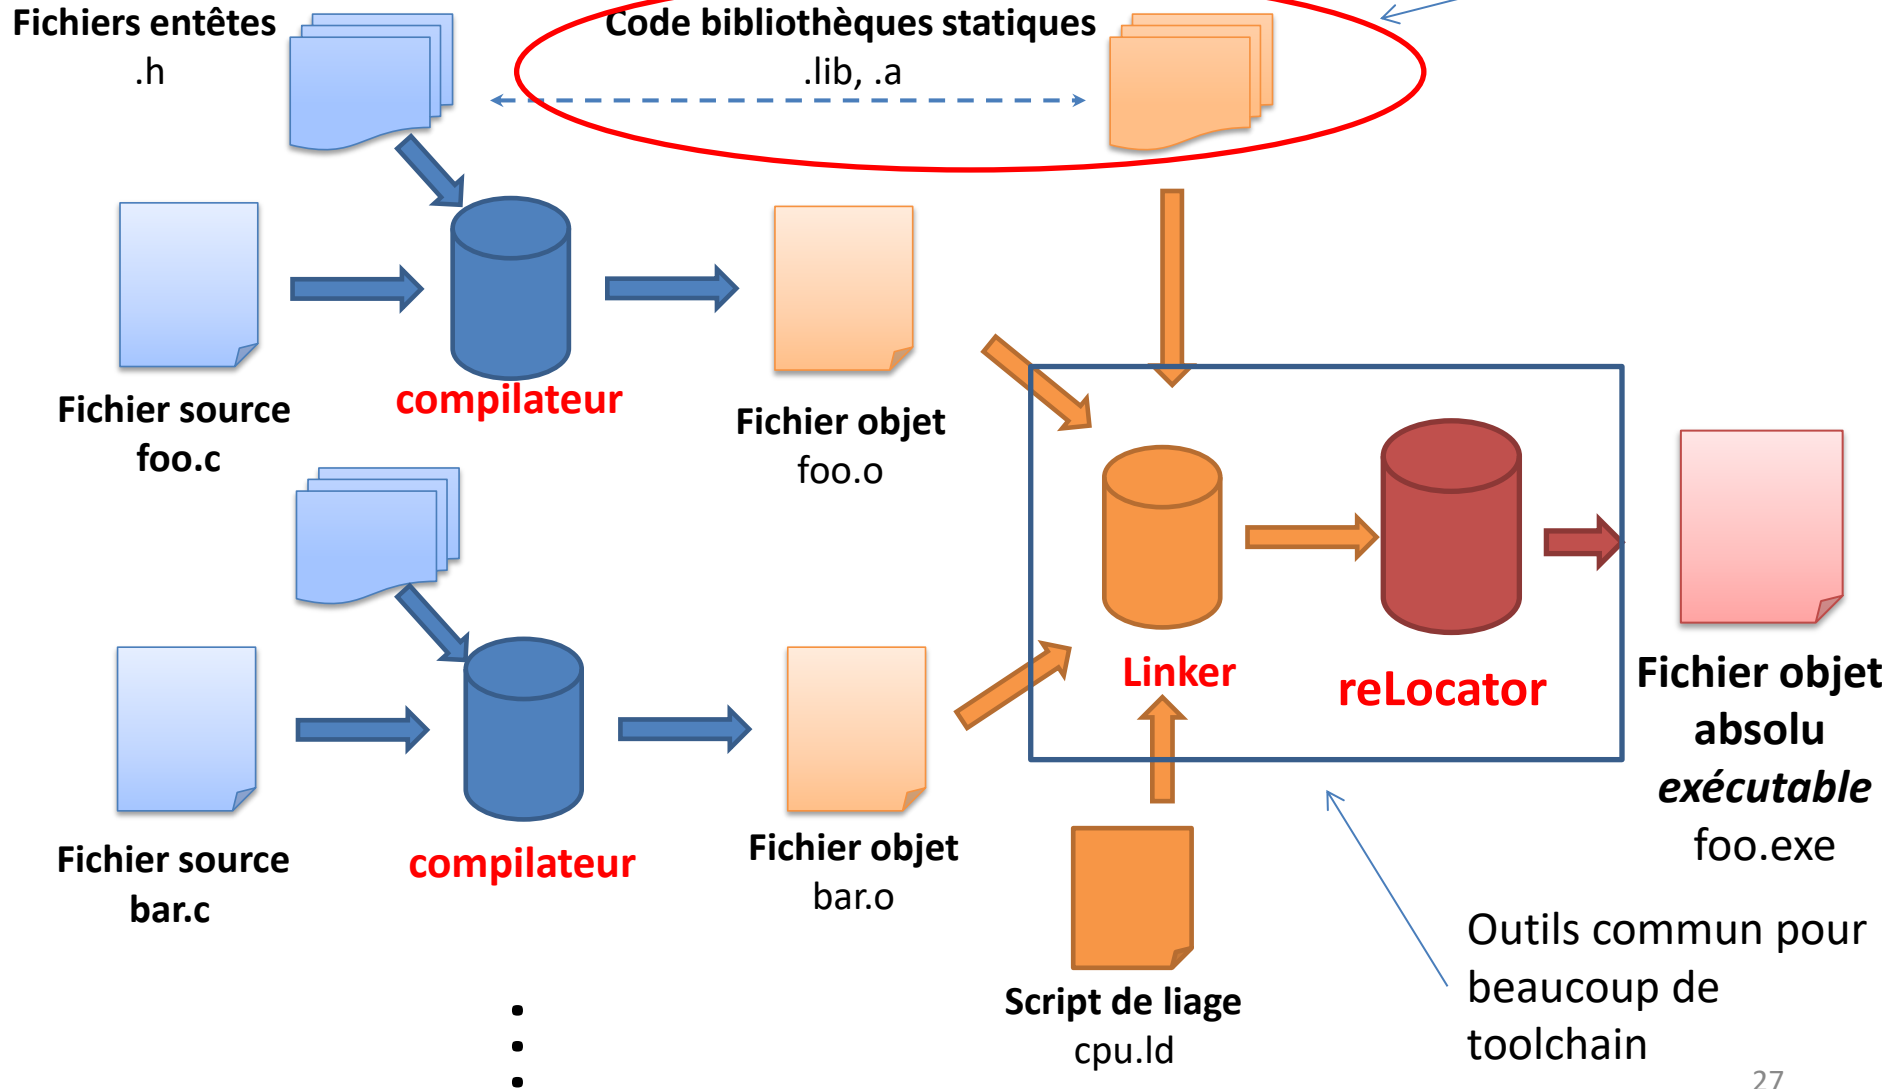 Fichiers entêtes
.h
Code bibliothèques statiques
.lib, .a
Fichier source
foo.c
compilateur
Fichier objet
foo.o
Linker
reLocator
Fichier objet
absolu
exécutable
foo.exe
Fichier source
bar.c
compilateur
Fichier objet
bar.o
Script de liage
cpu.ld
Outils commun pour
beaucoup de
toolchain
27